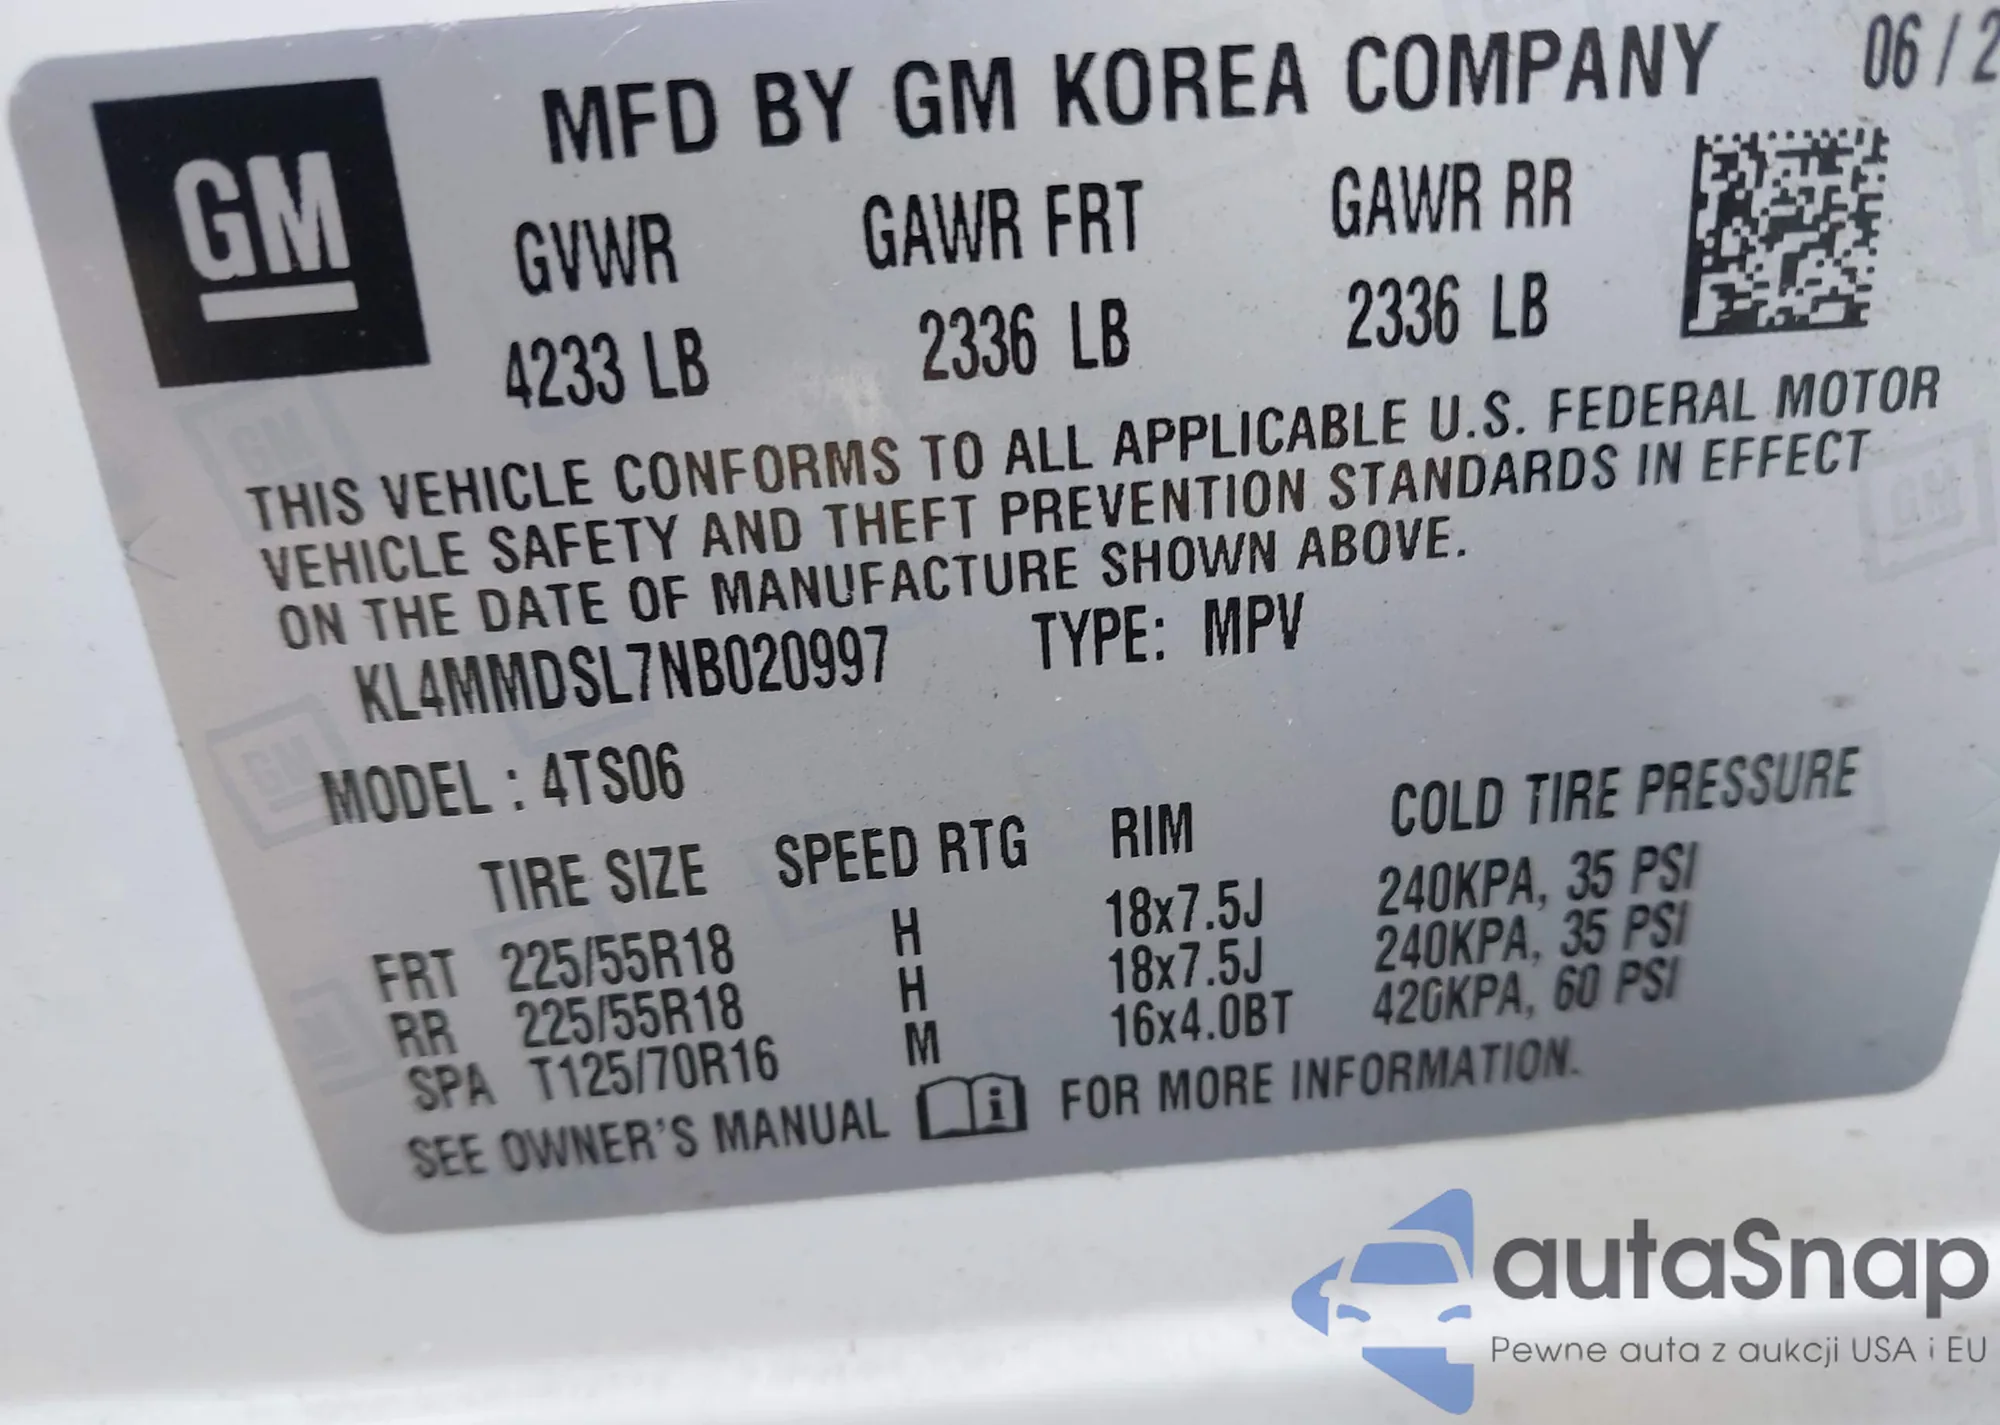 GM
MFD BY GM KOREA COMPANY 06 / 2
GVWR GAWR FRT GAWR RR
4233 LB 2336 LB 2336 LB
THIS VEHICLE CONFORMS TO ALL APPLICABLE U.S. FEDERAL MOTOR
VEHICLE SAFETY AND THEFT PREVENTION STANDARDS IN EFFECT
ON THE DATE OF MANUFACTURE SHOWN ABOVE.
KL4MMDSL7NB020997 TYPE: MPV
MODEL : 4TS06
TIRE SIZE SPEED RTG RIM COLD TIRE PRESSURE
FRT 225/55R18 H 18x7.5J 240KPA, 35 PSI
RR 225/55R18 H 18x7.5J 240KPA, 35 PSI
SPA T125/70R16 M 16x4.0BT 420KPA, 60 PSI
SEE OWNER'S MANUAL i FOR MORE INFORMATION.
autaSnap
Pewne auta z aukcji USA i EU